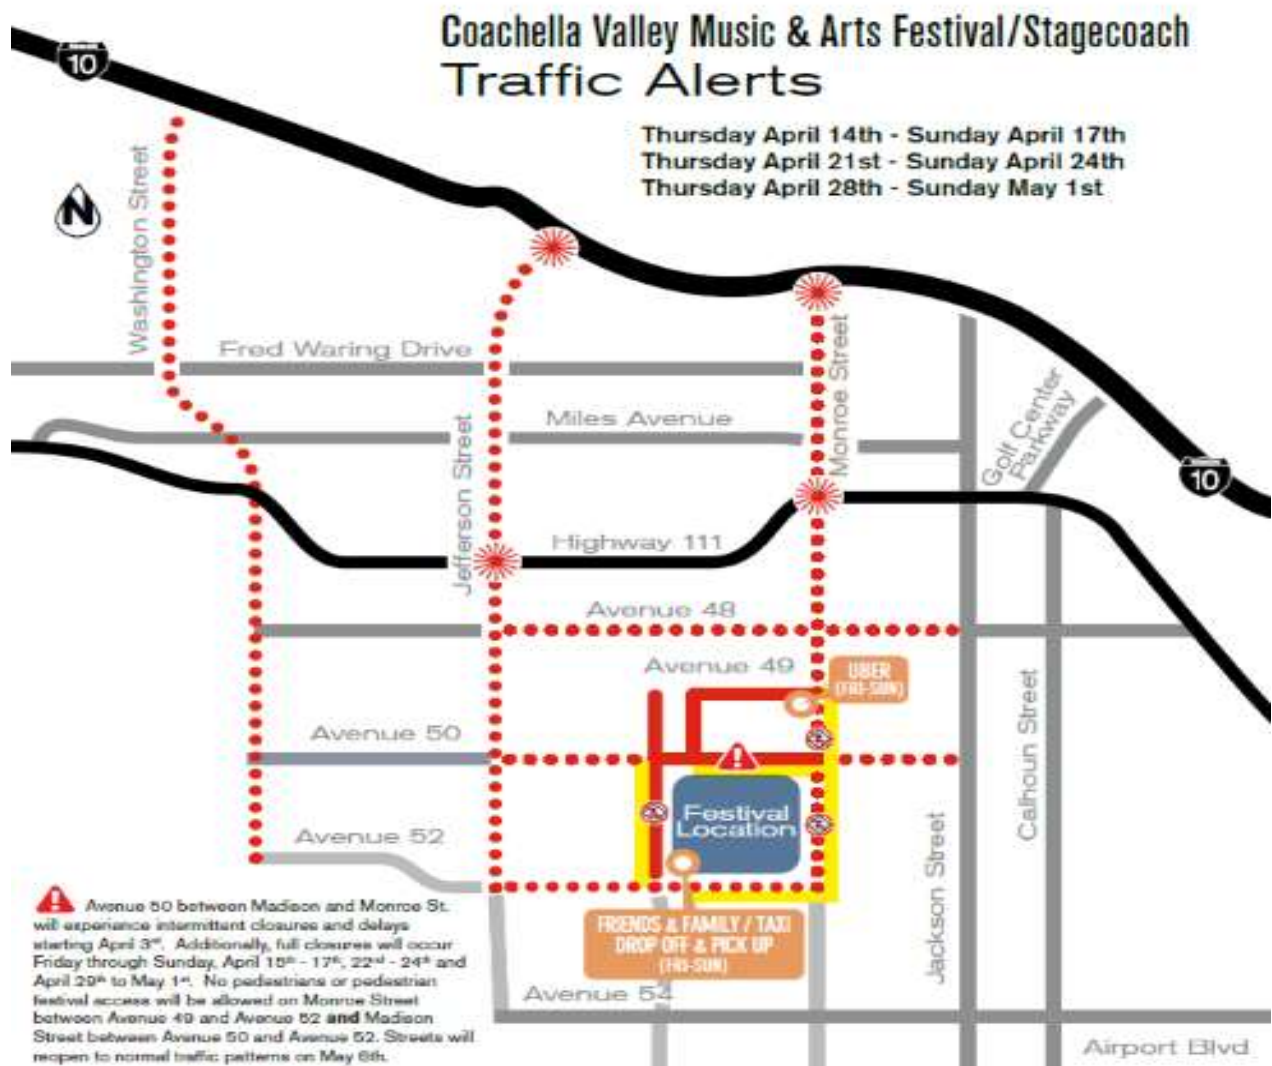 Coachella Valley Music & Arts Festival/Stagecoach
Traffic Alerts
Thursday April 14th - Sunday April 17th
Thursday April 21st - Sunday April 24th
Thursday April 28th - Sunday May 1st
10
N
Washington Street
Fred Waring Drive
Miles Avenue
Jefferson Street
Monroe Street
Golf Center
Parkway
10
Highway 111
Avenue 48
Avenue 49
UBER
(FRI-SUN)
Avenue 50
Calhoun Street
Festival
Location
Avenue 52
Jackson Street
FRIENDS & FAMILY / TAXI
DROP OFF & PICK UP
(FRI-SUN)
Avenue 54
Airport Blvd
Avenue 50 between Madison and Monroe St.
will experience intermittent closures and delays
starting April 3rd. Additionally, full closures will occur
Friday through Sunday, April 15th - 17th, 22nd - 24th and
April 29th to May 1st. No pedestrians or pedestrian
festival access will be allowed on Monroe Street
between Avenue 49 and Avenue 52 and Madison
Street between Avenue 50 and Avenue 52. Streets will
reopen to normal traffic patterns on May 6th.